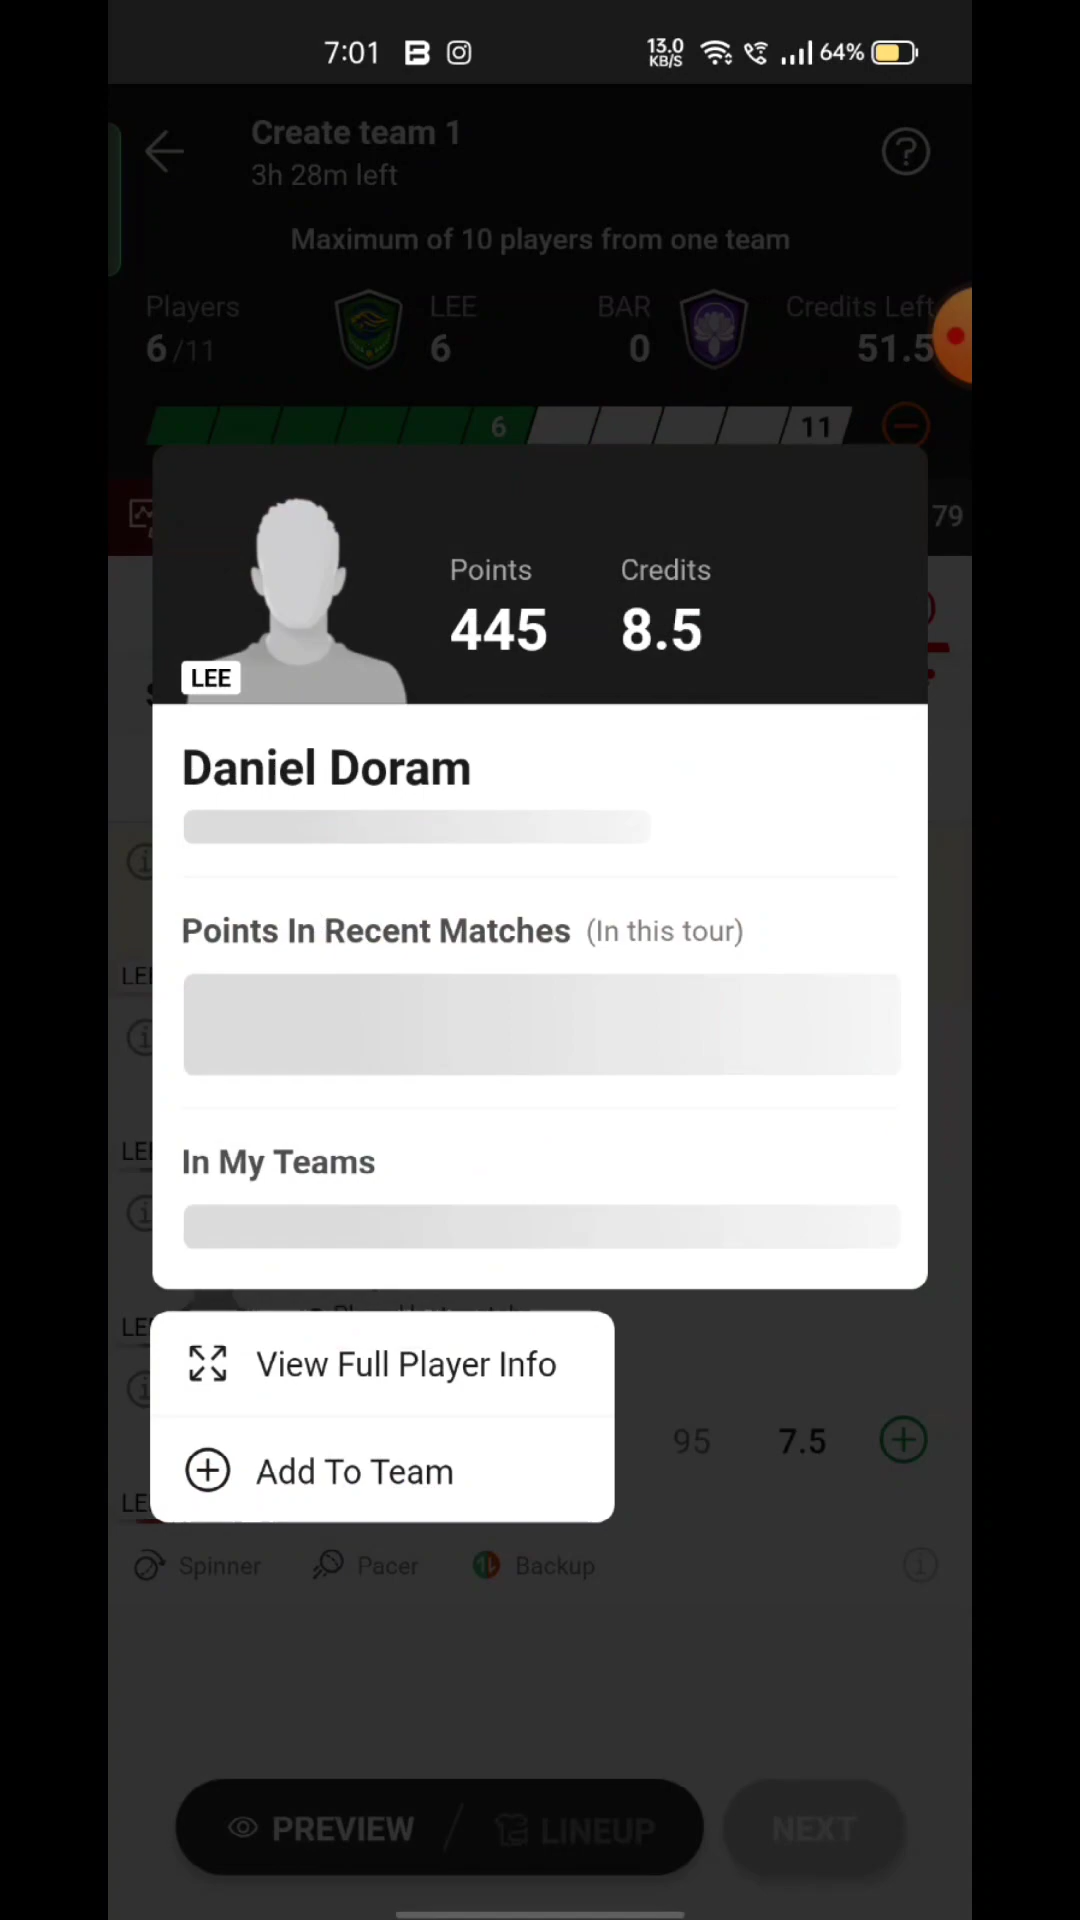 7:01
13.0
KB/S
64%
Create team 1
3h 28m left
Maximum of 10 players from one team
Players
6/11
LEE
6
BAR
0
Credits Left
51.5
6
11
79
Points
445
Credits
8.5
LEE
Daniel Doram
Points In Recent Matches (In this tour)
In My Teams
View Full Player Info
Add To Team
95
7.5
Spinner
Pacer
Backup
PREVIEW
LINEUP
NEXT